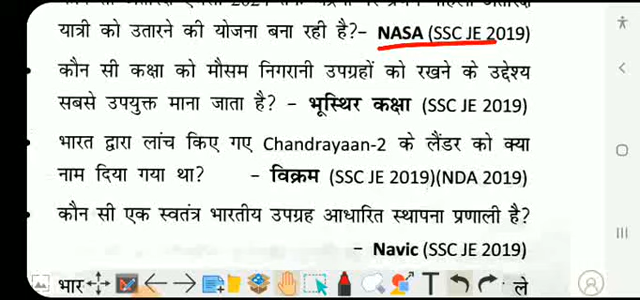 यात्री को उतारने की योजना बना रही है?– NASA (SSC JE 2019)
कौन सी कक्षा को मौसम निगरानी उपग्रहों को रखने के उद्देश्य
सबसे उपयुक्त माना जाता है? – भूस्थिर कक्षा (SSC JE 2019)
भारत द्वारा लांच किए गए Chandrayaan-2 के लैंडर को क्या
नाम दिया गया था? – विक्रम (SSC JE 2019)(NDA 2019)
कौन सी एक स्वतंत्र भारतीय उपग्रह आधारित स्थापना प्रणाली है?
– Navic (SSC JE 2019)
भार ले